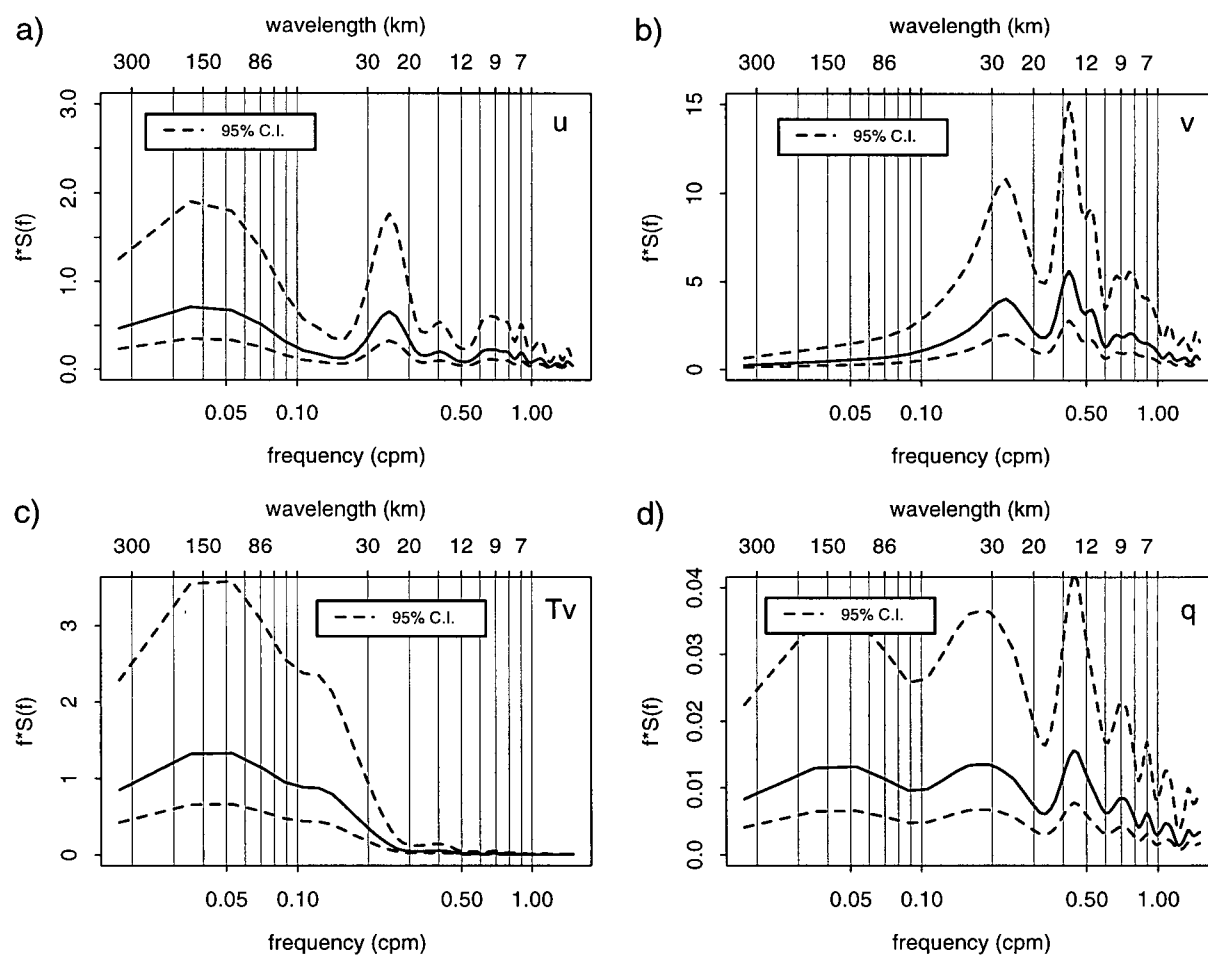 a)
wavelength (km)
300 150 86 30 20 12 9 7
3.0
2.0
1.0
0.0
f*S(f)
95% C.I.
u
0.05 0.10 0.50 1.00
frequency (cpm)
b)
wavelength (km)
300 150 86 30 20 12 9 7
15
10
5
0
f*S(f)
95% C.I.
v
0.05 0.10 0.50 1.00
frequency (cpm)
c)
wavelength (km)
300 150 86 30 20 12 9 7
3
2
1
0
f*S(f)
95% C.I.
Tv
0.05 0.10 0.50 1.00
frequency (cpm)
d)
wavelength (km)
300 150 86 30 20 12 9 7
0.04
0.03
0.02
0.01
0.0
f*S(f)
95% C.I.
q
0.05 0.10 0.50 1.00
frequency (cpm)